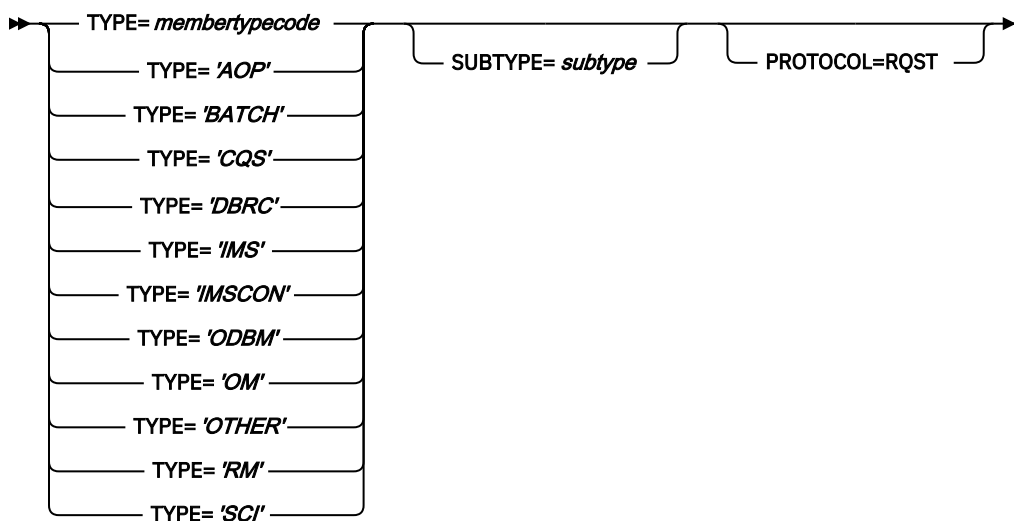 TYPE= membertypecode
SUBTYPE= subtype
PROTOCOL=RQST
TYPE= 'AOP'
TYPE= 'BATCH'
TYPE= 'CQS'
TYPE= 'DBRC'
TYPE= 'IMS'
TYPE= 'IMSCON'
TYPE= 'ODBM'
TYPE= 'OM'
TYPE= 'OTHER'
TYPE= 'RM'
TYPE= 'SCI'